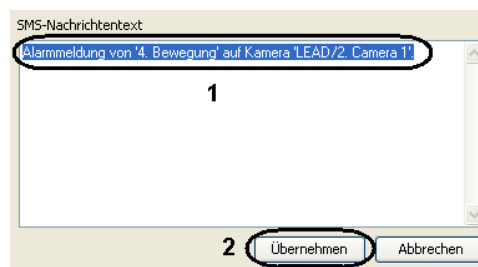 SMS-Nachrichtentext
Alarmmeldung von '4. Bewegung' auf Kamera 'LEAD/2. Camera 1'.
1
2 Übernehmen Abbrechen